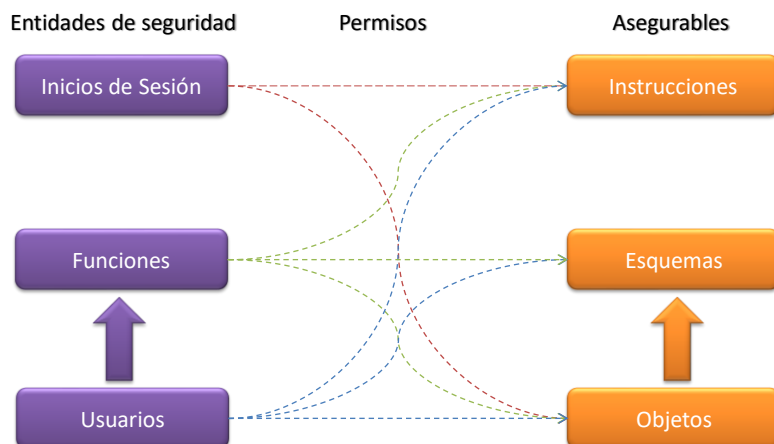 Entidades de seguridad
Permisos
Asegurables
Inicios de Sesión
Instrucciones
Funciones
Esquemas
Usuarios
Objetos